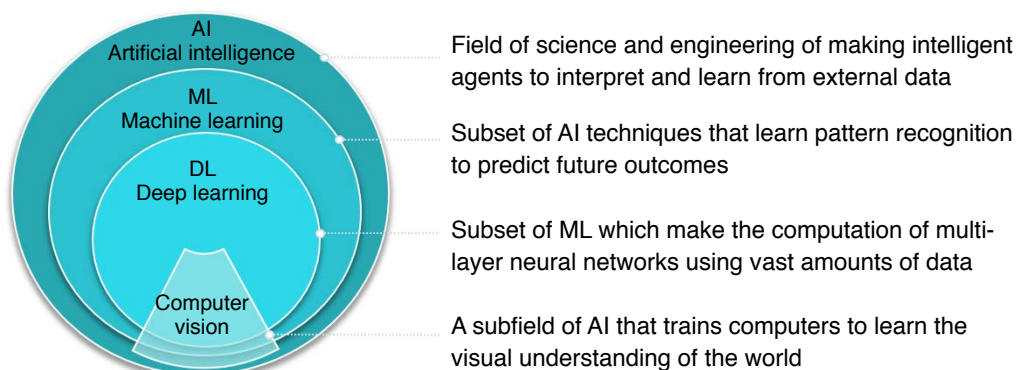 AI
Artificial intelligence
Field of science and engineering of making intelligent
agents to interpret and learn from external data
ML
Machine learning
Subset of AI techniques that learn pattern recognition
to predict future outcomes
DL
Deep learning
Subset of ML which make the computation of multi-
layer neural networks using vast amounts of data
Computer
vision
A subfield of AI that trains computers to learn the
visual understanding of the world